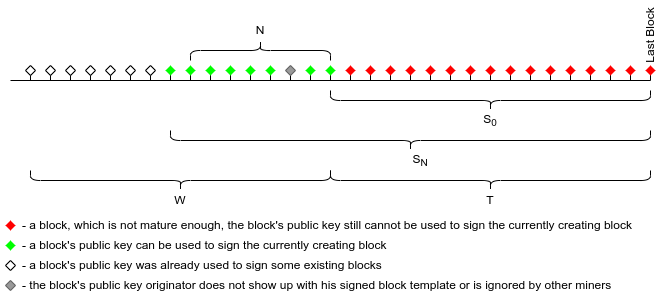 Last Block
N
S0
SN
W
T
- a block, which is not mature enough, the block's public key still cannot be used to sign the currently creating block
- a block's public key can be used to sign the currently creating block
- a block's public key was already used to sign some existing blocks
- the block's public key originator does not show up with his signed block template or is ignored by other miners